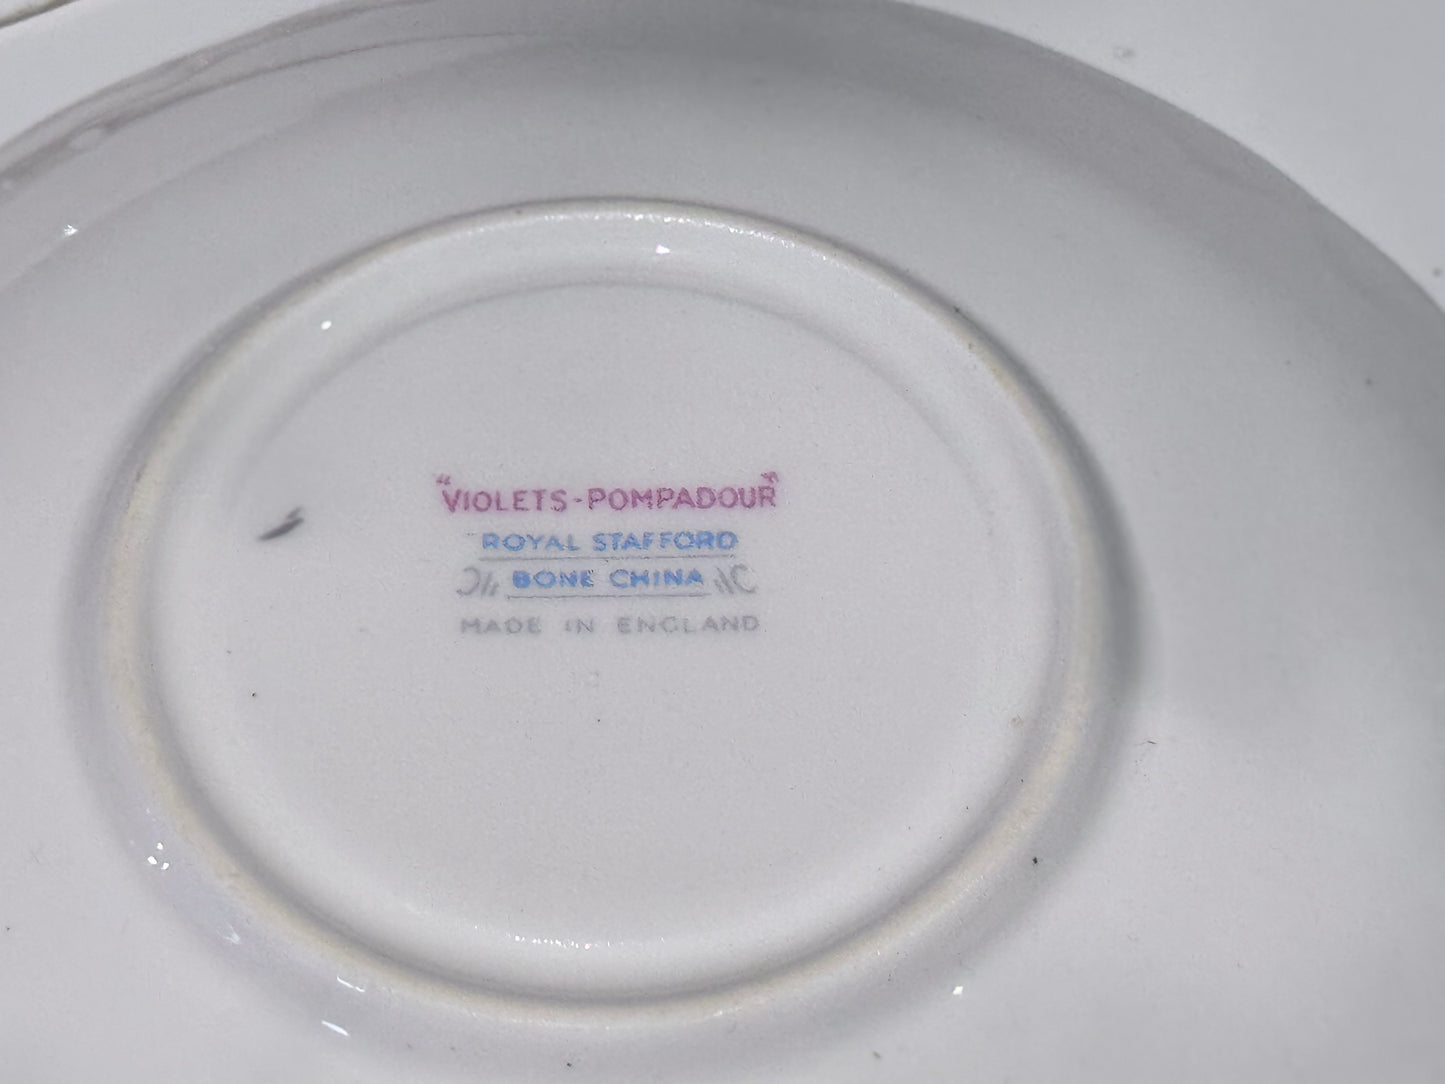 "VIOLETS-POMPADOUR"
ROYAL STAFFORD
BONE CHINA
MADE IN ENGLAND